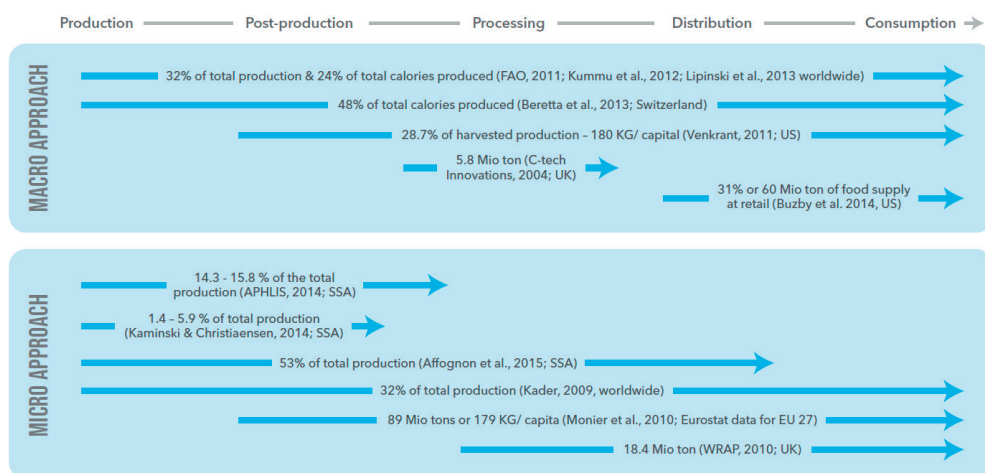 Production Post-production Processing Distribution Consumption
MACRO APPROACH
32% of total production & 24% of total calories produced (FAO, 2011; Kummu et al., 2012; Lipinski et al., 2013 worldwide)
48% of total calories produced (Beretta et al., 2013; Switzerland)
28.7% of harvested production – 180 KG/ capital (Venkrant, 2011; US)
5.8 Mio ton (C-tech
Innovations, 2004; UK)
31% or 60 Mio ton of food supply
at retail (Buzby et al. 2014, US)
MICRO APPROACH
14.3 - 15.8 % of the total
production (APHLIS, 2014; SSA)
1.4 – 5.9 % of total production
(Kaminski & Christiaensen, 2014; SSA)
53% of total production (Affognon et al., 2015; SSA)
32% of total production (Kader, 2009, worldwide)
89 Mio tons or 179 KG/ capita (Monier et al., 2010; Eurostat data for EU 27)
18.4 Mio ton (WRAP, 2010; UK)